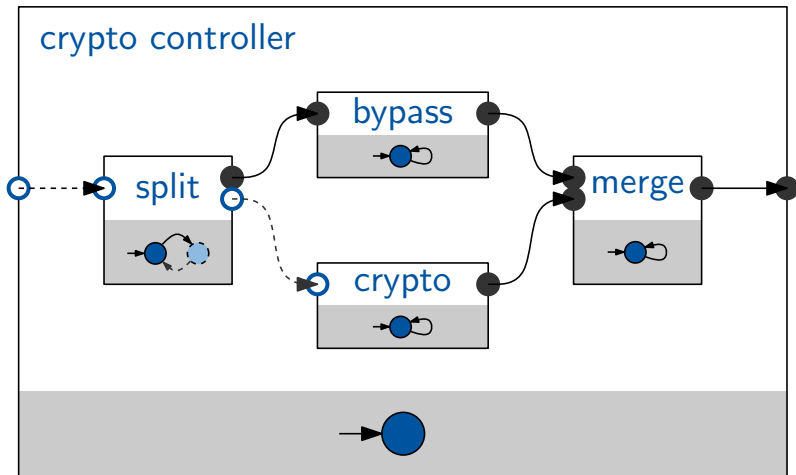 crypto controller
bypass
split
merge
crypto